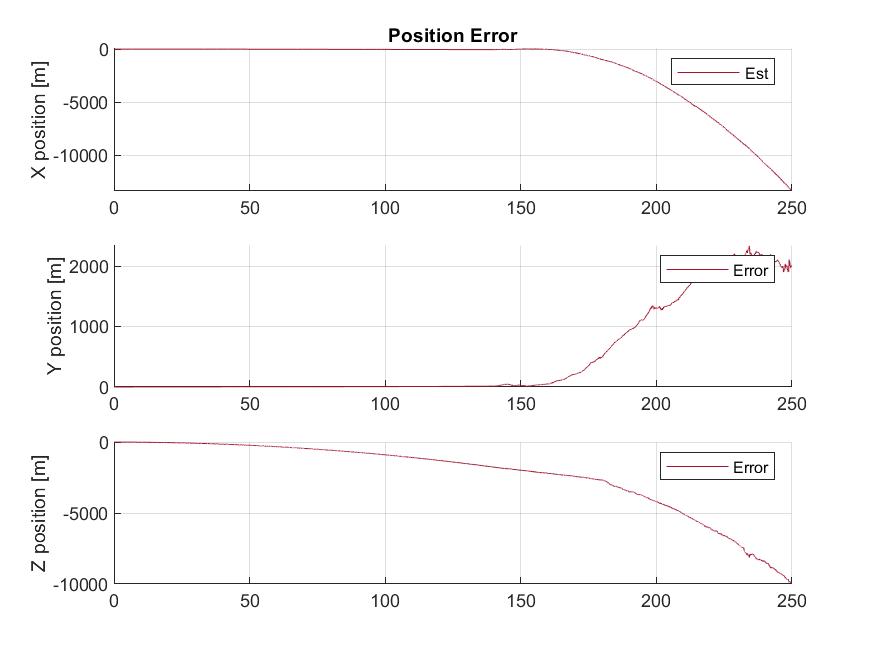 Position Error
X position [m]
0
-5000
-10000
Est
0 50 100 150 200 250
Y position [m]
2000
1000
0
Error
0 50 100 150 200 250
Z position [m]
0
-5000
-10000
Error
0 50 100 150 200 250